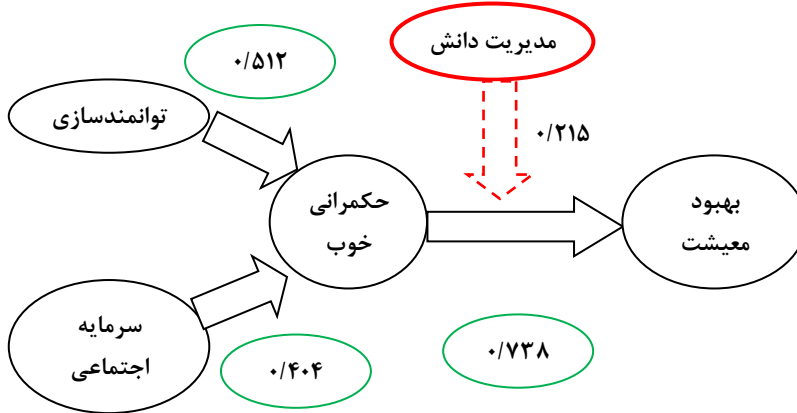 ۰/۵۱۲
مدیریت دانش
توانمندسازی
۰/۲۱۵
حکمرانی
خوب
بهبود
معیشت
سرمایه
اجتماعی
۰/۴۰۴
۰/۷۳۸